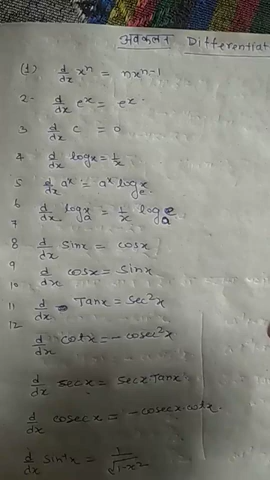 अवकलन Differentiat
(1) d/dx xⁿ = nxⁿ⁻¹
2- d/dx eˣ = eˣ.
3 d/dx c = 0
4 d/dx logx = 1/x
5 d/dx aˣ = aˣ logₑx
6 d/dx logₐx = 1/x logₐe
7
8 d/dx sinx = cosx
9 d/dx cosx = sinx
10
11 d/dx Tanx = sec²x
12 d/dx cotx = - cosec²x
d/dx secx = secx.Tanx
d/dx cosecx = -cosecx.cotx.
d/dx sin⁻¹x = 1/√1-x²